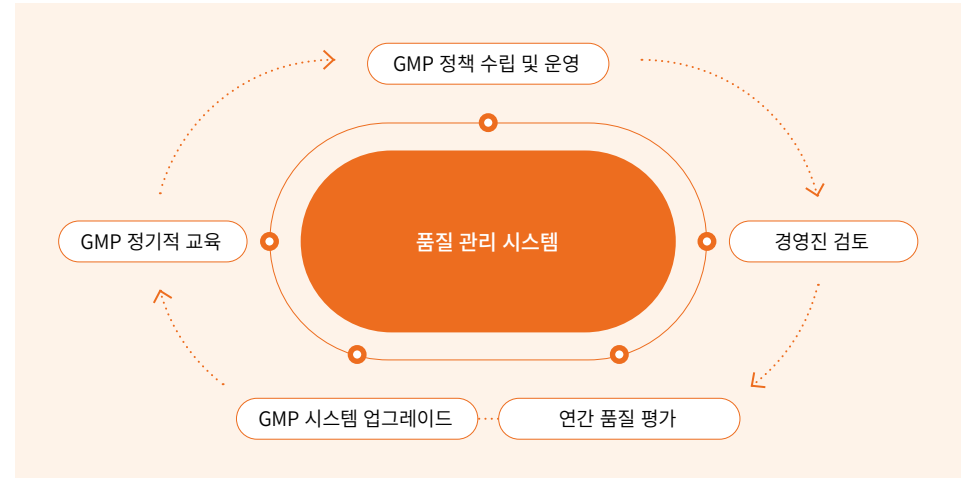 GMP 정책 수립 및 운영
GMP 정기적 교육
품질 관리 시스템
경영진 검토
GMP 시스템 업그레이드
연간 품질 평가